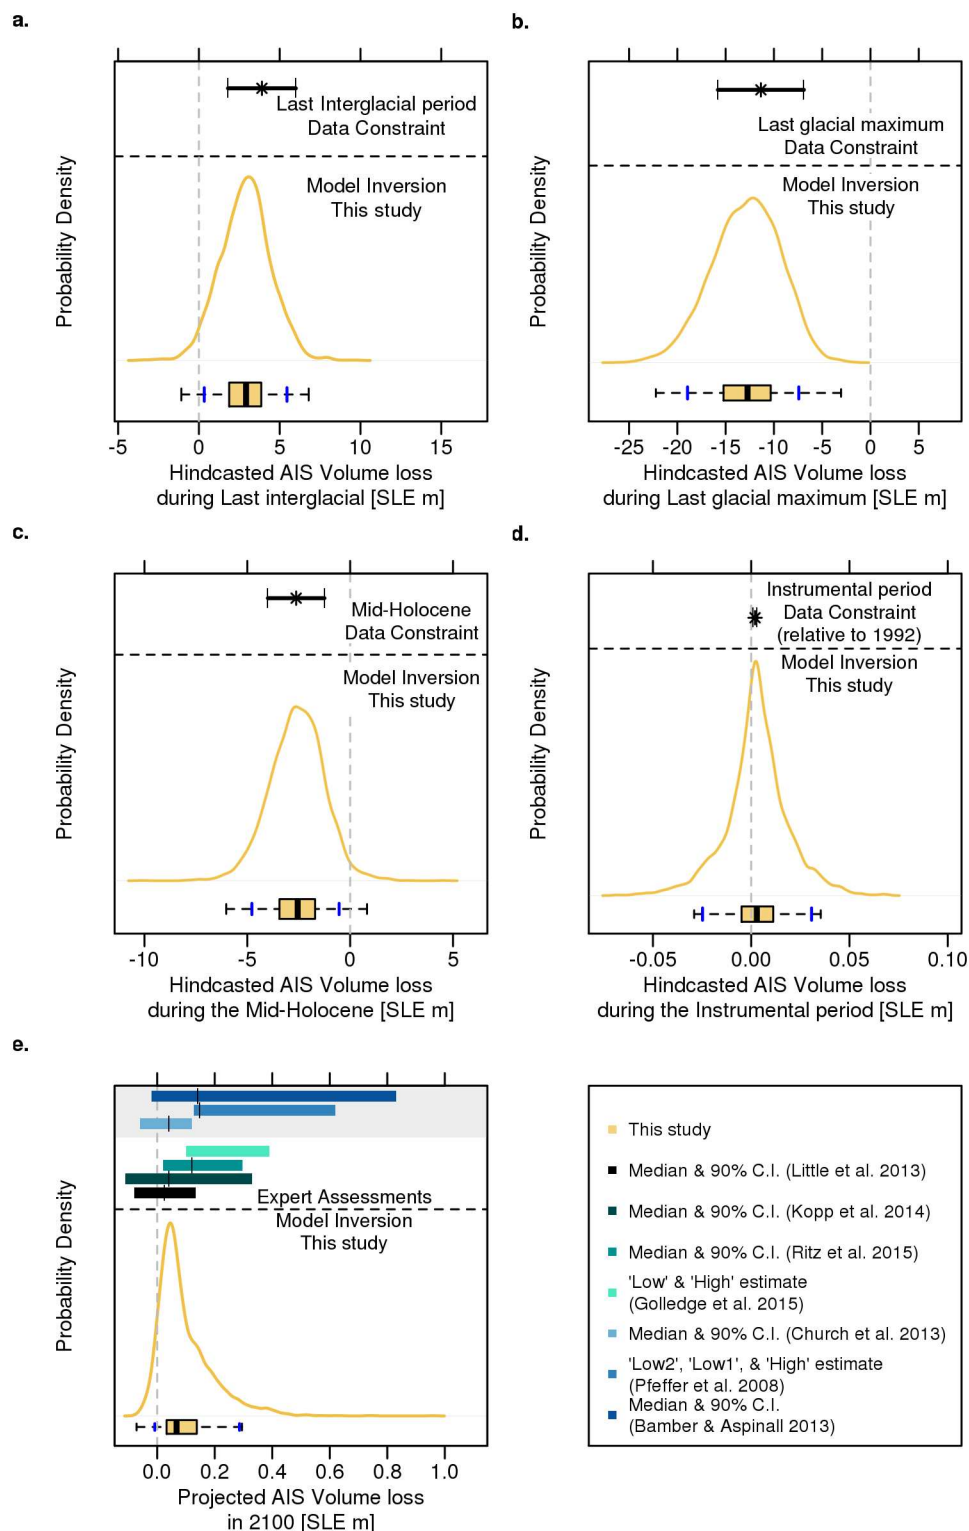 a.
-5 0 5 10 15
Probability Density
Last Interglacial period
Data Constraint
Model Inversion
This study
Hindcasted AIS Volume loss
during Last interglacial [SLE m]
b.
-25 -20 -15 -10 -5 0 5
Probability Density
Last glacial maximum
Data Constraint
Model Inversion
This study
Hindcasted AIS Volume loss
during Last glacial maximum [SLE m]
c.
Probability Density
Mid-Holocene
Data Constraint
Model Inversion
This study
-10 -5 0 5
Hindcasted AIS Volume loss
during the Mid-Holocene [SLE m]
d.
Probability Density
Instrumental period
Data Constraint
(relative to 1992)
Model Inversion
This study
-0.05 0.00 0.05 0.10
Hindcasted AIS Volume loss
during the Instrumental period [SLE m]
e.
Probability Density
Expert Assessments
Model Inversion
This study
0.0 0.2 0.4 0.6 0.8 1.0
Projected AIS Volume loss
in 2100 [SLE m]
This study
Median & 90% C.I. (Little et al. 2013)
Median & 90% C.I. (Kopp et al. 2014)
Median & 90% C.I. (Ritz et al. 2015)
'Low' & 'High' estimate
(Golledge et al. 2015)
Median & 90% C.I. (Church et al. 2013)
'Low2', 'Low1', & 'High' estimate
(Pfeffer et al. 2008)
Median & 90% C.I.
(Bamber & Aspinall 2013)